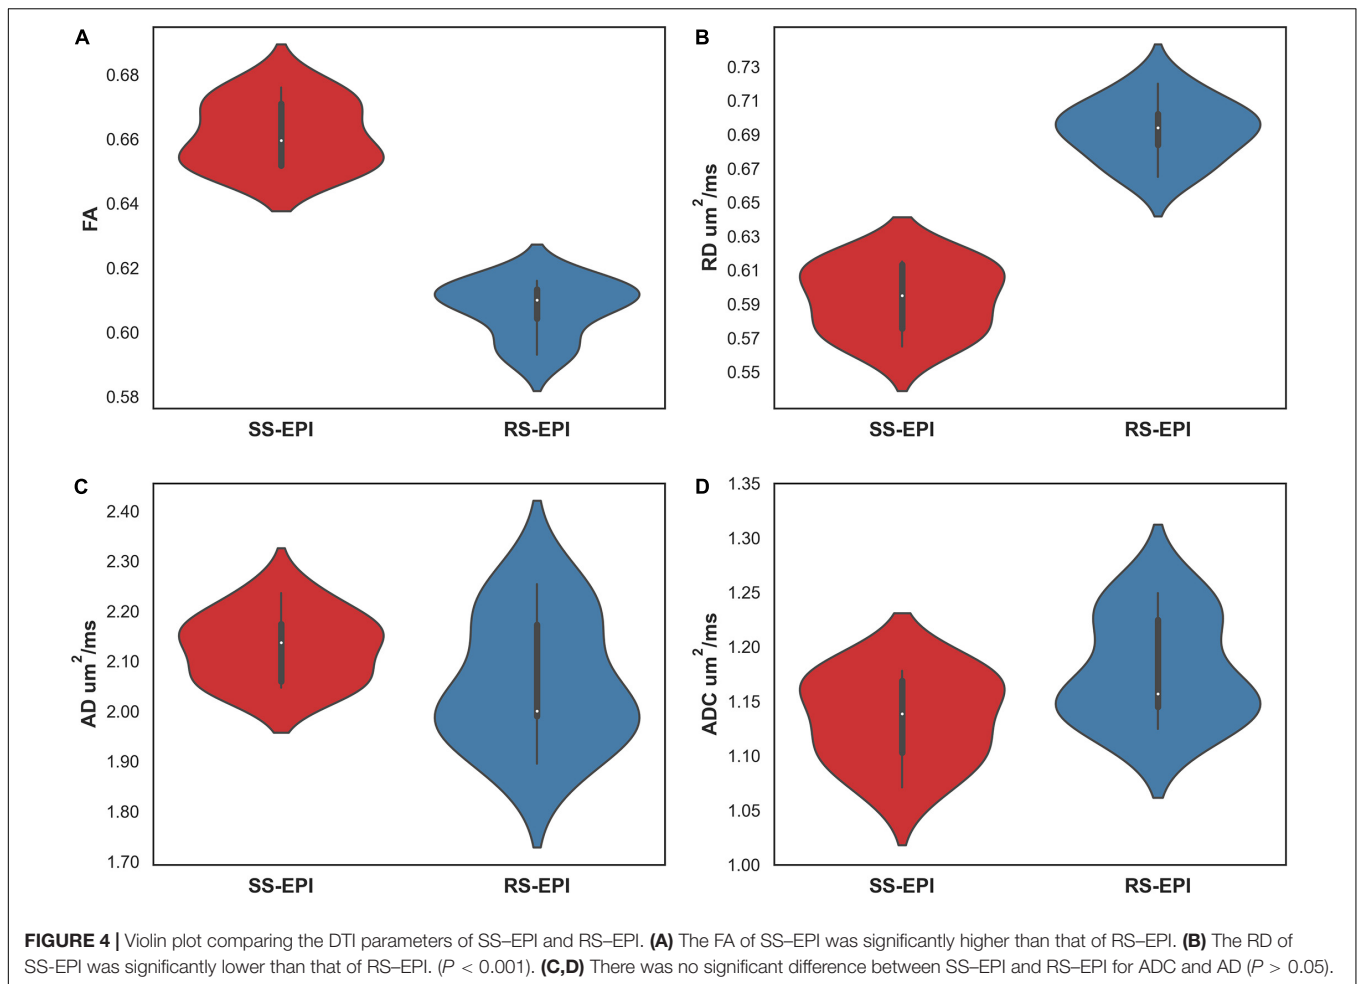 A
FA
0.68
0.66
0.64
0.62
0.60
0.58
SS-EPI
RS-EPI
B
RD um²/ms
0.73
0.71
0.69
0.67
0.65
0.63
0.61
0.59
0.57
0.55
SS-EPI
RS-EPI
C
AD um²/ms
2.40
2.30
2.20
2.10
2.00
1.90
1.80
1.70
SS-EPI
RS-EPI
D
ADC um²/ms
1.35
1.30
1.25
1.20
1.15
1.10
1.05
1.00
SS-EPI
RS-EPI
FIGURE 4 | Violin plot comparing the DTI parameters of SS–EPI and RS–EPI. (A) The FA of SS–EPI was significantly higher than that of RS–EPI. (B) The RD of
SS-EPI was significantly lower than that of RS–EPI. (P < 0.001). (C,D) There was no significant difference between SS–EPI and RS–EPI for ADC and AD (P > 0.05).